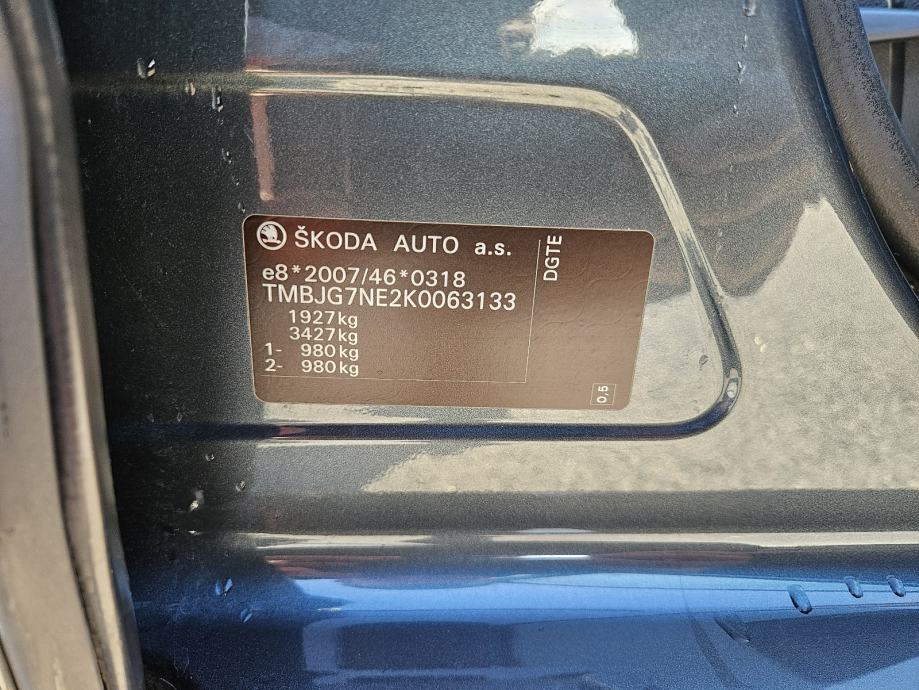 ŠKODA AUTO a.s.
DGTE
e8*2007/46*0318
TMBJG7NE2K0063133
1927kg
3427kg
1- 980kg
2- 980kg
0,5